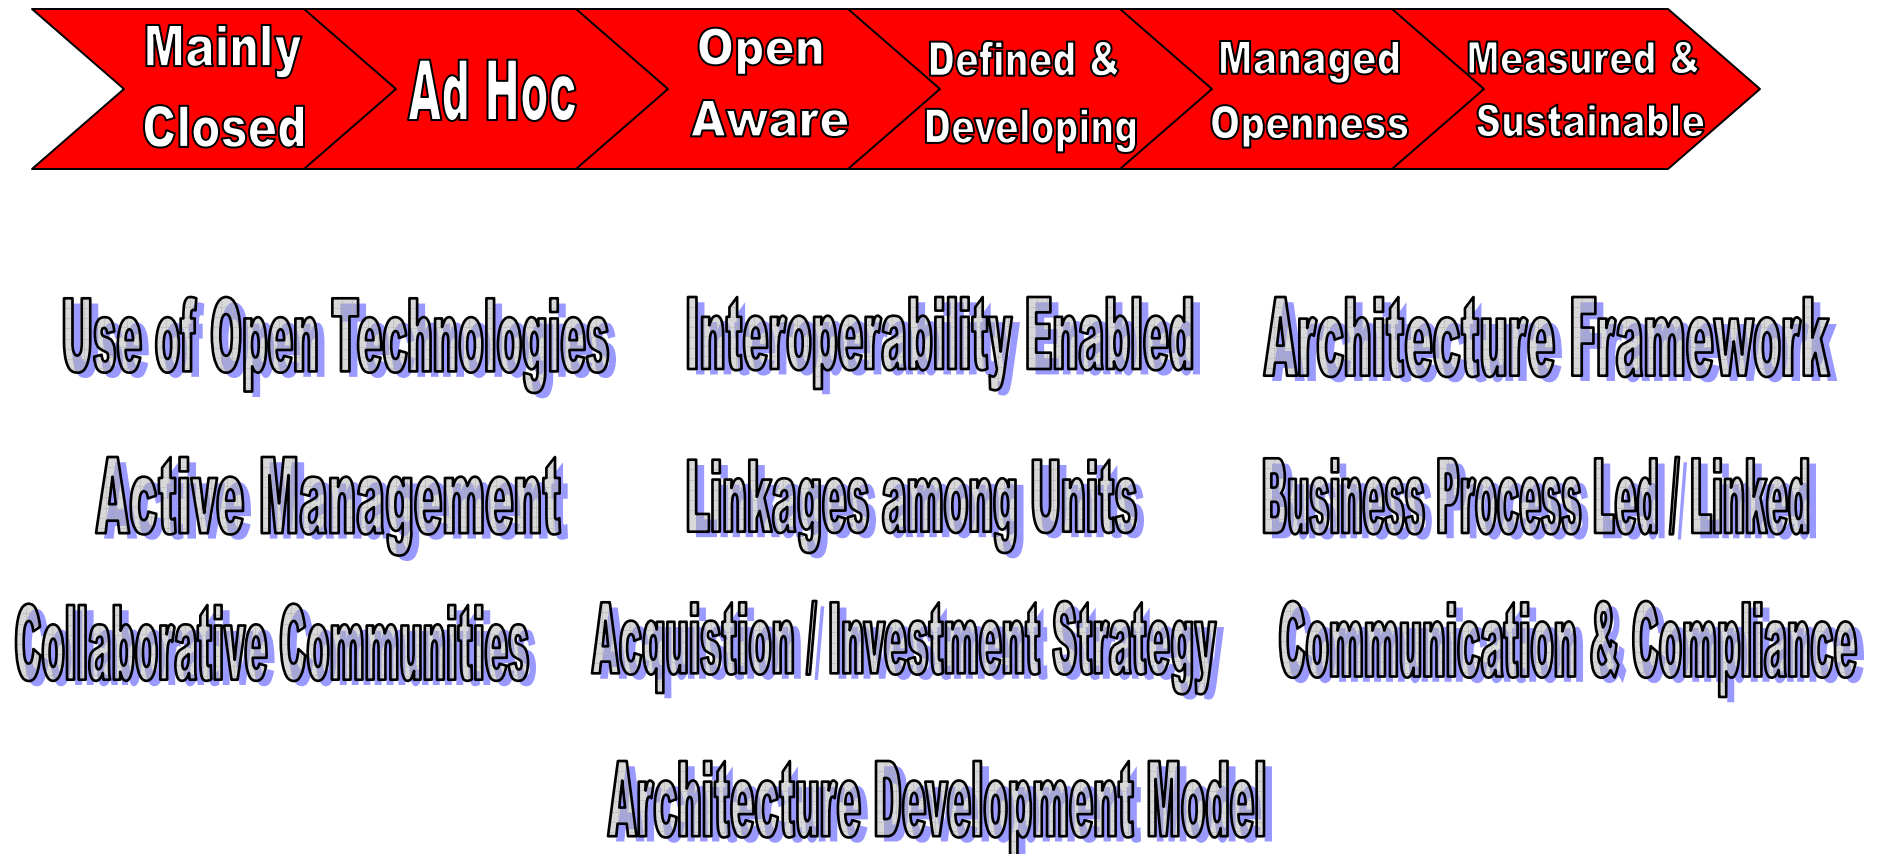 Mainly
Closed
Ad Hoc
Open
Aware
Defined &
Developing
Managed
Openness
Measured &
Sustainable
Use of Open Technologies
Interoperability Enabled
Architecture Framework
Active Management
Linkages among Units
Business Process Led / Linked
Collaborative Communities
Acquistion / Investment Strategy
Communication & Compliance
Architecture Development Model